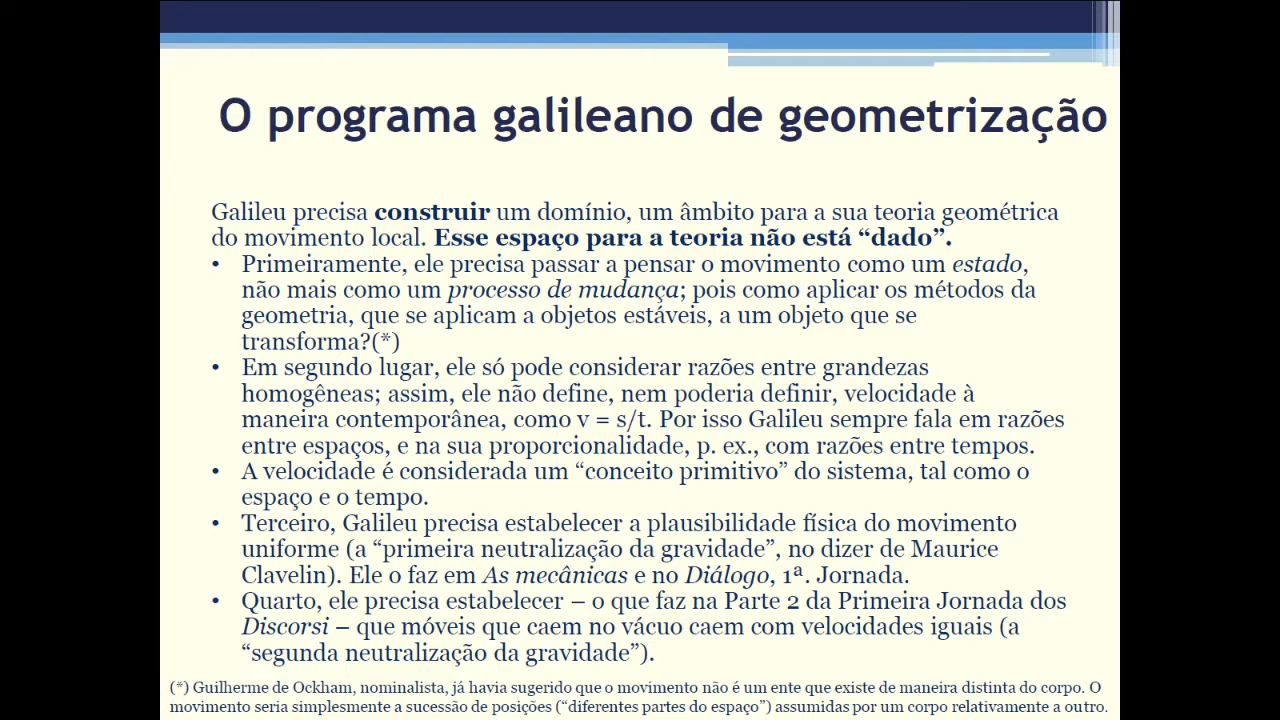 O programa galileano de geometrização
Galileu precisa construir um domínio, um âmbito para a sua teoria geométrica
do movimento local. Esse espaço para a teoria não está “dado”.
• Primeiramente, ele precisa passar a pensar o movimento como um estado,
não mais como um processo de mudança; pois como aplicar os métodos da
geometria, que se aplicam a objetos estáveis, a um objeto que se
transforma?(*)
• Em segundo lugar, ele só pode considerar razões entre grandezas
homogêneas; assim, ele não define, nem poderia definir, velocidade à
maneira contemporânea, como v = s/t. Por isso Galileu sempre fala em razões
entre espaços, e na sua proporcionalidade, p. ex., com razões entre tempos.
• A velocidade é considerada um “conceito primitivo” do sistema, tal como o
espaço e o tempo.
• Terceiro, Galileu precisa estabelecer a plausibilidade física do movimento
uniforme (a “primeira neutralização da gravidade”, no dizer de Maurice
Clavelin). Ele o faz em As mecânicas e no Diálogo, 1ª. Jornada.
• Quarto, ele precisa estabelecer – o que faz na Parte 2 da Primeira Jornada dos
Discorsi – que móveis que caem no vácuo caem com velocidades iguais (a
“segunda neutralização da gravidade”).
(*) Guilherme de Ockham, nominalista, já havia sugerido que o movimento não é um ente que existe de maneira distinta do corpo. O
movimento seria simplesmente a sucessão de posições (“diferentes partes do espaço”) assumidas por um corpo relativamente a outro.